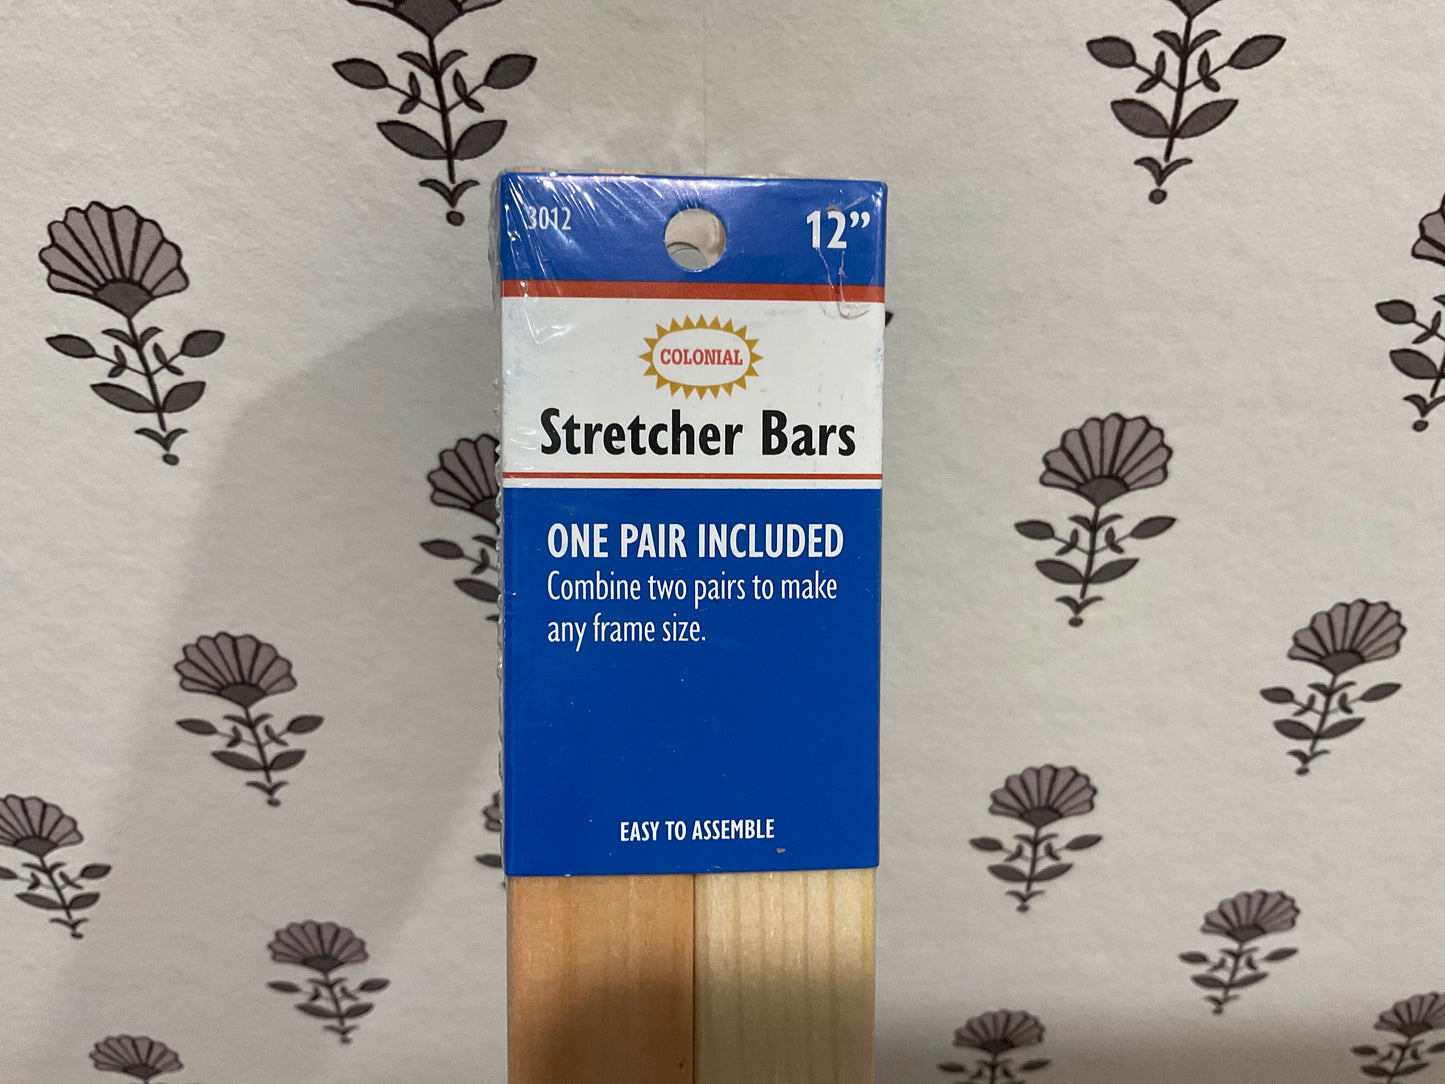 3012
12”
COLONIAL
Stretcher Bars
ONE PAIR INCLUDED
Combine two pairs to make
any frame size.
EASY TO ASSEMBLE